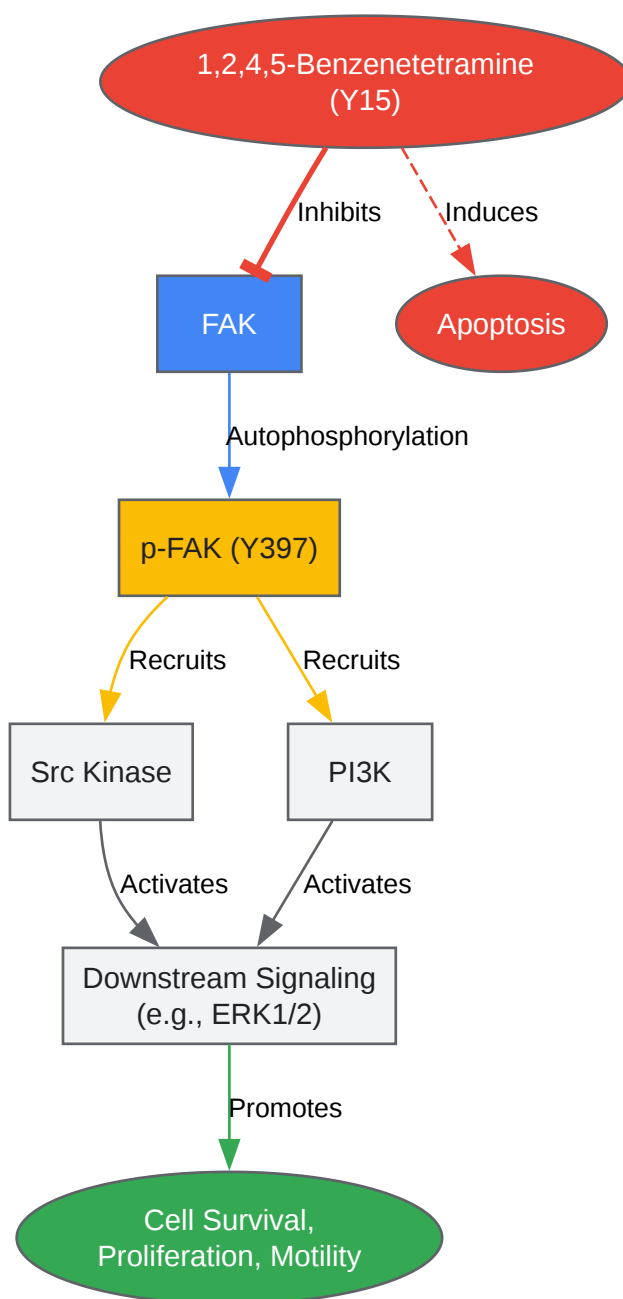 1,2,4,5-Benzenetetramine
(Y15)
Inhibits
Induces
FAK
Apoptosis
Autophosphorylation
p-FAK (Y397)
Recruits
Recruits
Src Kinase
PI3K
Activates
Activates
Downstream Signaling
(e.g., ERK1/2)
Promotes
Cell Survival,
Proliferation, Motility